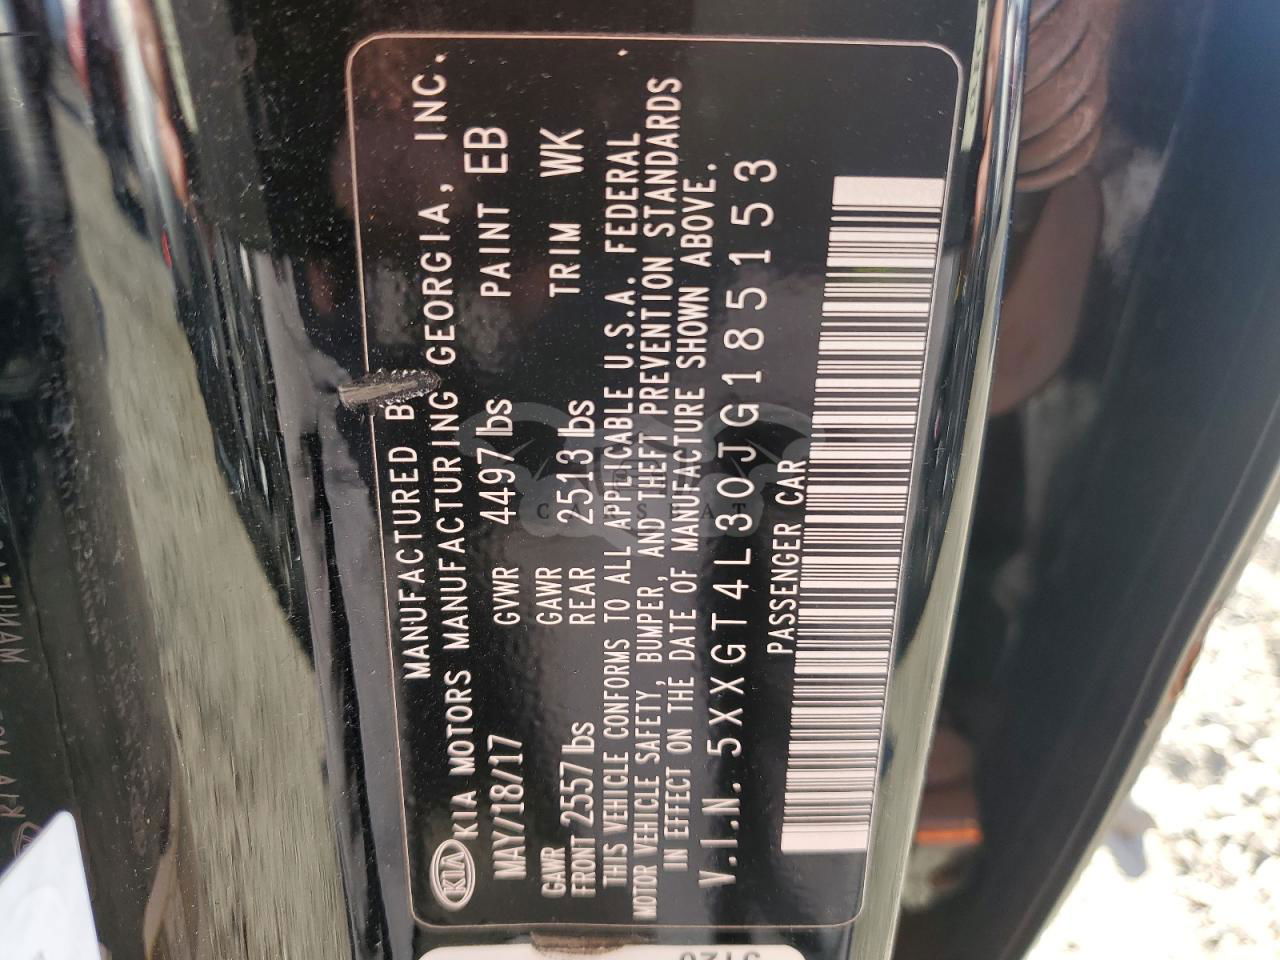 MANUFACTURED B
KIA KIA MOTORS MANUFACTURING GEORGIA, INC.
MAY/18/17 GVWR 4497lbs PAINT EB
GAWR FRONT 2557lbs GAWR REAR 2513lbs TRIM WK
THIS VEHICLE CONFORMS TO ALL APPLICABLE U.S.A. FEDERAL
MOTOR VEHICLE SAFETY, BUMPER, AND THEFT PREVENTION STANDARDS
IN EFFECT ON THE DATE OF MANUFACTURE SHOWN ABOVE.
V.I.N. 5XXGT4L30JG185153
PASSENGER CAR
CARSBAT